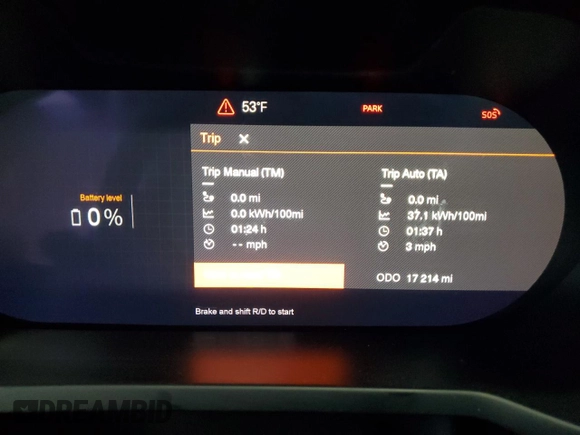 53°F
PARK
SOS
Trip X
Battery level
0%
Trip Manual (TM)
0.0 mi
0.0 kWh/100mi
01:24 h
-- mph
Trip Auto (TA)
0.0 mi
37.1 kWh/100mi
01:37 h
3 mph
ODO 17 214 mi
Brake and shift R/D to start
DREAMBID